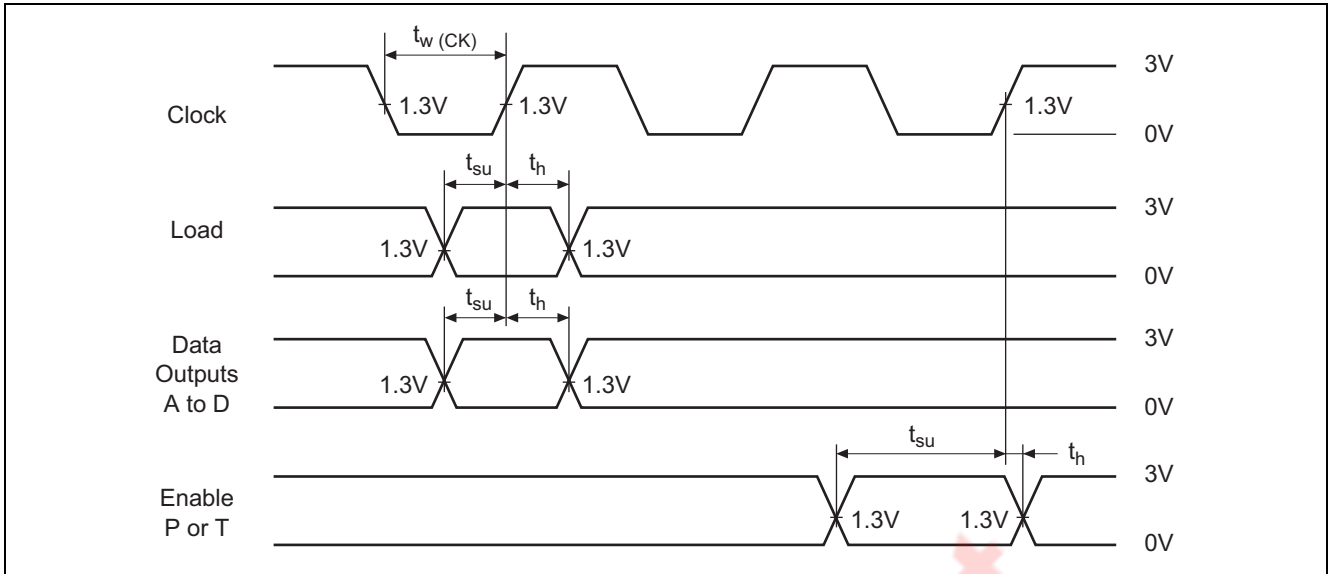 tw (CK)
3V
Clock
1.3V
1.3V
1.3V
0V
tsu
th
3V
Load
1.3V
1.3V
0V
tsu
th
3V
Data
Outputs
A to D
1.3V
1.3V
0V
tsu
th
3V
Enable
P or T
1.3V
1.3V
0V